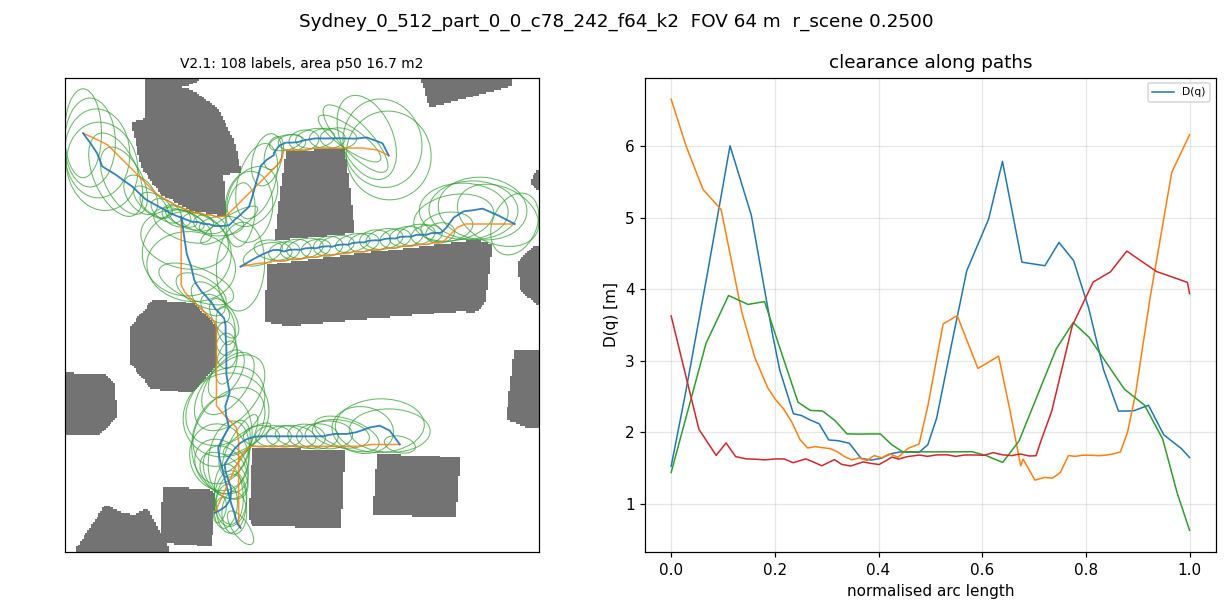 Sydney_0_512_part_0_0_c78_242_f64_k2 FOV 64 m r_scene 0.2500
V2.1: 108 labels, area p50 16.7 m2
clearance along paths
D(q)
D(q) [m]
6
5
4
3
2
1
0.0 0.2 0.4 0.6 0.8 1.0
normalised arc length